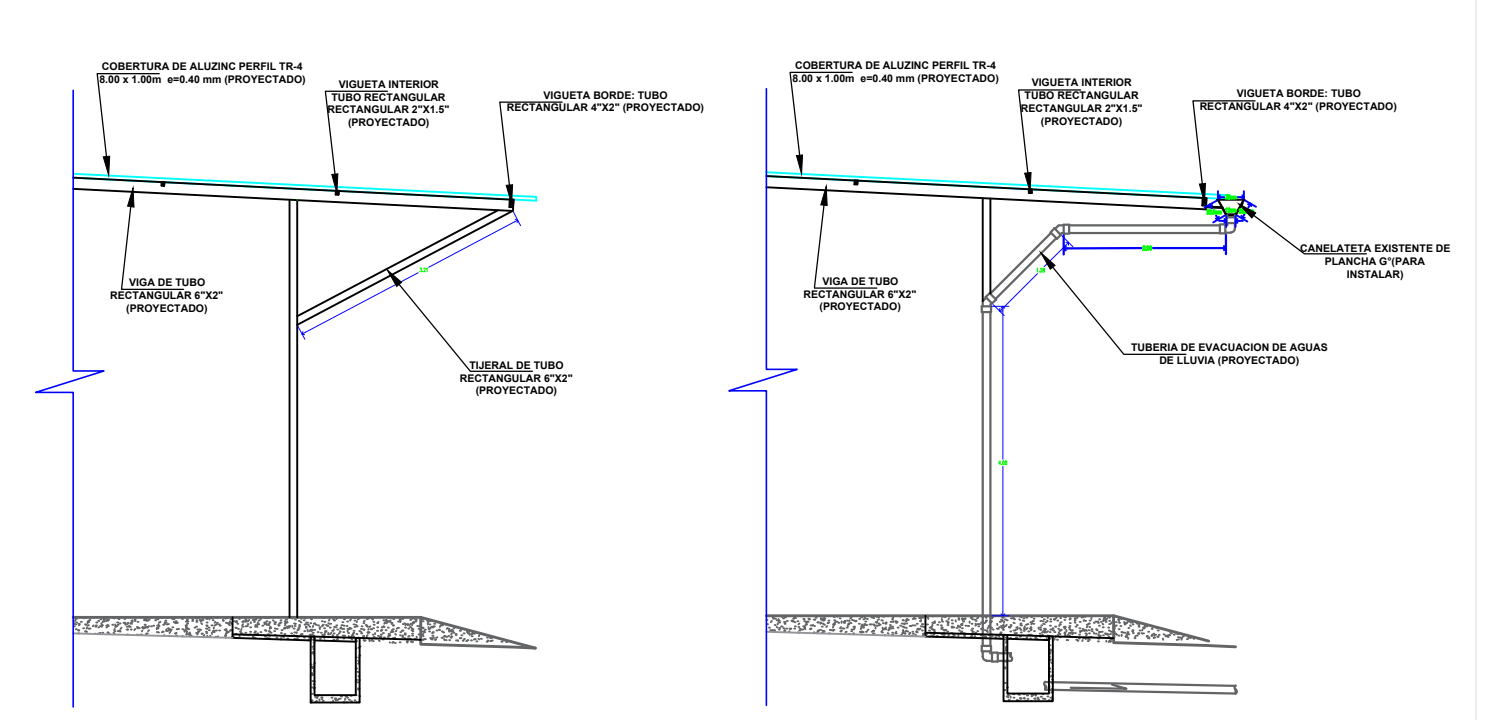 COBERTURA DE ALUZINC PERFIL TR-4
8.00 x 1.00m e=0.40 mm (PROYECTADO)
VIGUETA INTERIOR
TUBO RECTANGULAR
RECTANGULAR 2"X1.5"
(PROYECTADO)
VIGUETA BORDE: TUBO
RECTANGULAR 4"X2" (PROYECTADO)
VIGA DE TUBO
RECTANGULAR 6"X2"
(PROYECTADO)
TIJERAL DE TUBO
RECTANGULAR 6"X2"
(PROYECTADO)
COBERTURA DE ALUZINC PERFIL TR-4
8.00 x 1.00m e=0.40 mm (PROYECTADO)
VIGUETA INTERIOR
TUBO RECTANGULAR
RECTANGULAR 2"X1.5"
(PROYECTADO)
VIGUETA BORDE: TUBO
RECTANGULAR 4"X2" (PROYECTADO)
CANELATETA EXISTENTE DE
PLANCHA G°(PARA
INSTALAR)
VIGA DE TUBO
RECTANGULAR 6"X2"
(PROYECTADO)
TUBERIA DE EVACUACION DE AGUAS
DE LLUVIA (PROYECTADO)